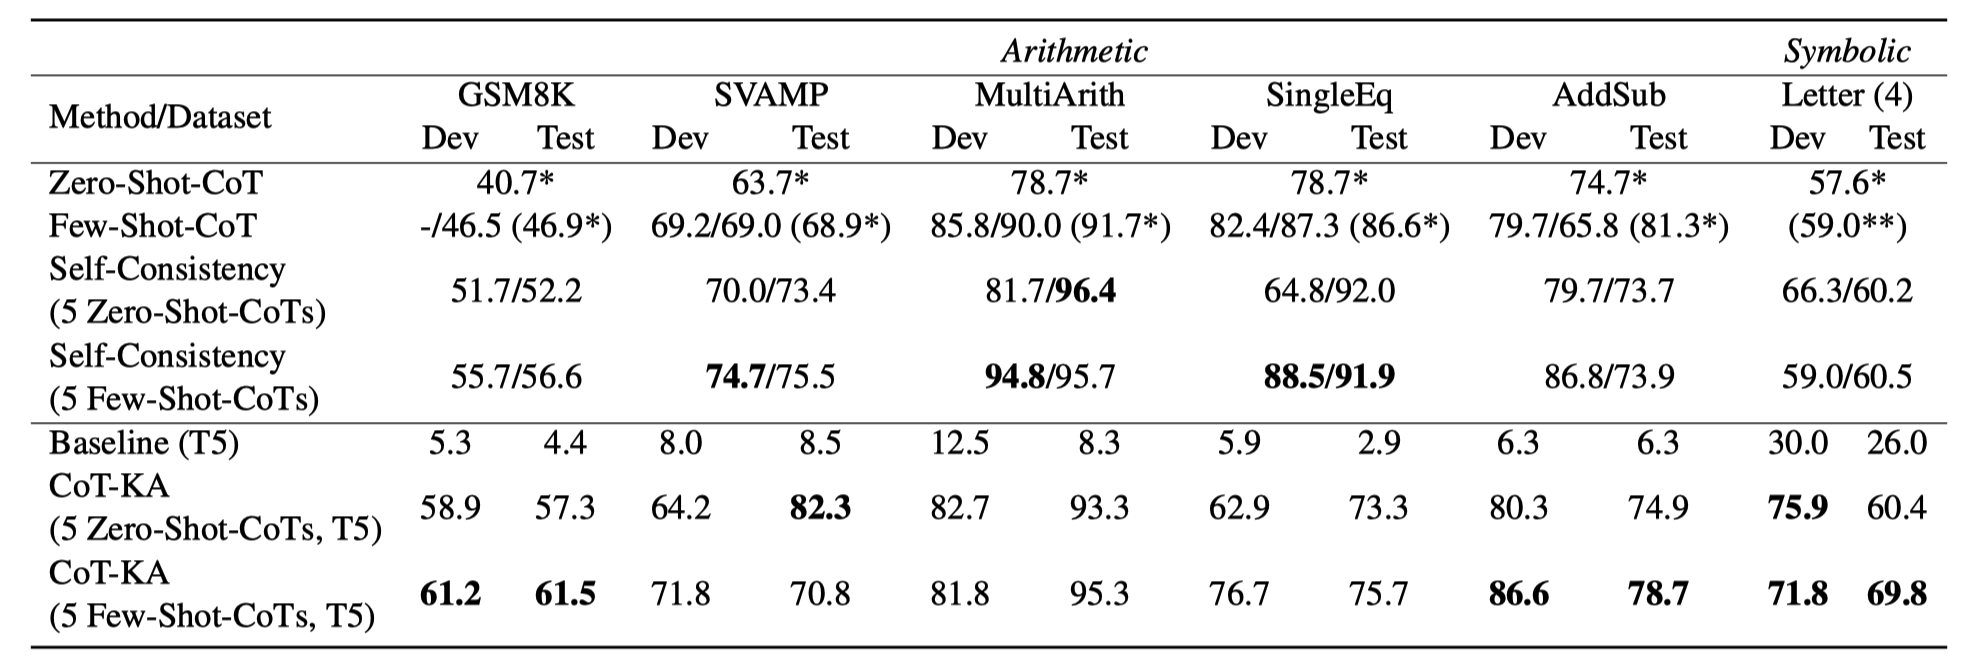 Arithmetic Symbolic
Method/Dataset GSM8K SVAMP MultiArith SingleEq AddSub Letter (4)
Dev Test Dev Test Dev Test Dev Test Dev Test Dev Test
Zero-Shot-CoT 40.7* 63.7* 78.7* 78.7* 74.7* 57.6*
Few-Shot-CoT -/46.5 (46.9*) 69.2/69.0 (68.9*) 85.8/90.0 (91.7*) 82.4/87.3 (86.6*) 79.7/65.8 (81.3*) (59.0**)
Self-Consistency
(5 Zero-Shot-CoTs) 51.7/52.2 70.0/73.4 81.7/96.4 64.8/92.0 79.7/73.7 66.3/60.2
Self-Consistency
(5 Few-Shot-CoTs) 55.7/56.6 74.7/75.5 94.8/95.7 88.5/91.9 86.8/73.9 59.0/60.5
Baseline (T5) 5.3 4.4 8.0 8.5 12.5 8.3 5.9 2.9 6.3 6.3 30.0 26.0
CoT-KA
(5 Zero-Shot-CoTs, T5) 58.9 57.3 64.2 82.3 82.7 93.3 62.9 73.3 80.3 74.9 75.9 60.4
CoT-KA
(5 Few-Shot-CoTs, T5) 61.2 61.5 71.8 70.8 81.8 95.3 76.7 75.7 86.6 78.7 71.8 69.8